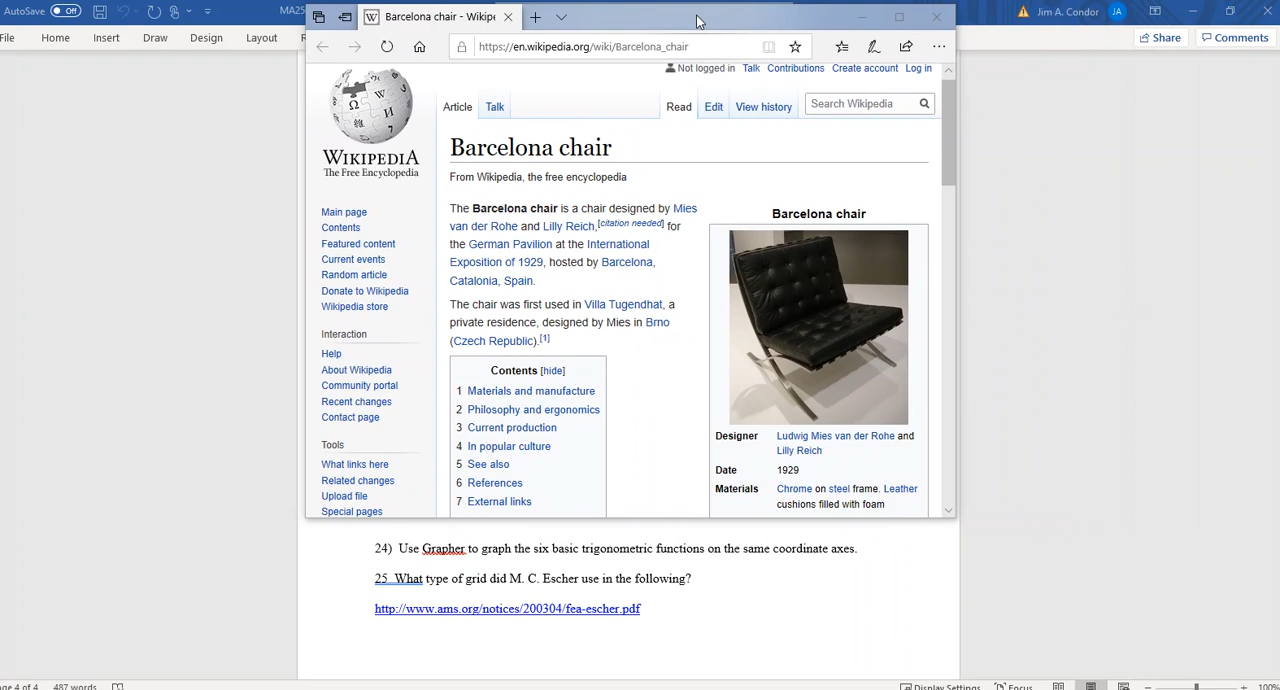 AutoSave Off MA25 Jim A. Condor JA
Barcelona chair - Wikipe
File Home Insert Draw Design Layout Share Comments
https://en.wikipedia.org/wiki/Barcelona_chair
Not logged in Talk Contributions Create account Log in
Article Talk Read Edit View history Search Wikipedia
WIKIPEDIA
The Free Encyclopedia
Main page
Contents
Featured content
Current events
Random article
Donate to Wikipedia
Wikipedia store
Interaction
Help
About Wikipedia
Community portal
Recent changes
Contact page
Tools
What links here
Related changes
Upload file
Special pages
Barcelona chair
From Wikipedia, the free encyclopedia
The Barcelona chair is a chair designed by Mies
van der Rohe and Lilly Reich,[citation needed] for
the German Pavilion at the International
Exposition of 1929, hosted by Barcelona,
Catalonia, Spain.
The chair was first used in Villa Tugendhat, a
private residence, designed by Mies in Brno
(Czech Republic).[1]
Contents [hide]
1 Materials and manufacture
2 Philosophy and ergonomics
3 Current production
4 In popular culture
5 See also
6 References
7 External links
Barcelona chair
Designer Ludwig Mies van der Rohe and
Lilly Reich
Date 1929
Materials Chrome on steel frame. Leather
cushions filled with foam
24) Use Grapher to graph the six basic trigonometric functions on the same coordinate axes.
25 What type of grid did M. C. Escher use in the following?
http://www.ams.org/notices/200304/fea-escher.pdf
age 4 of 4 487 words Display Settings Focus 100%